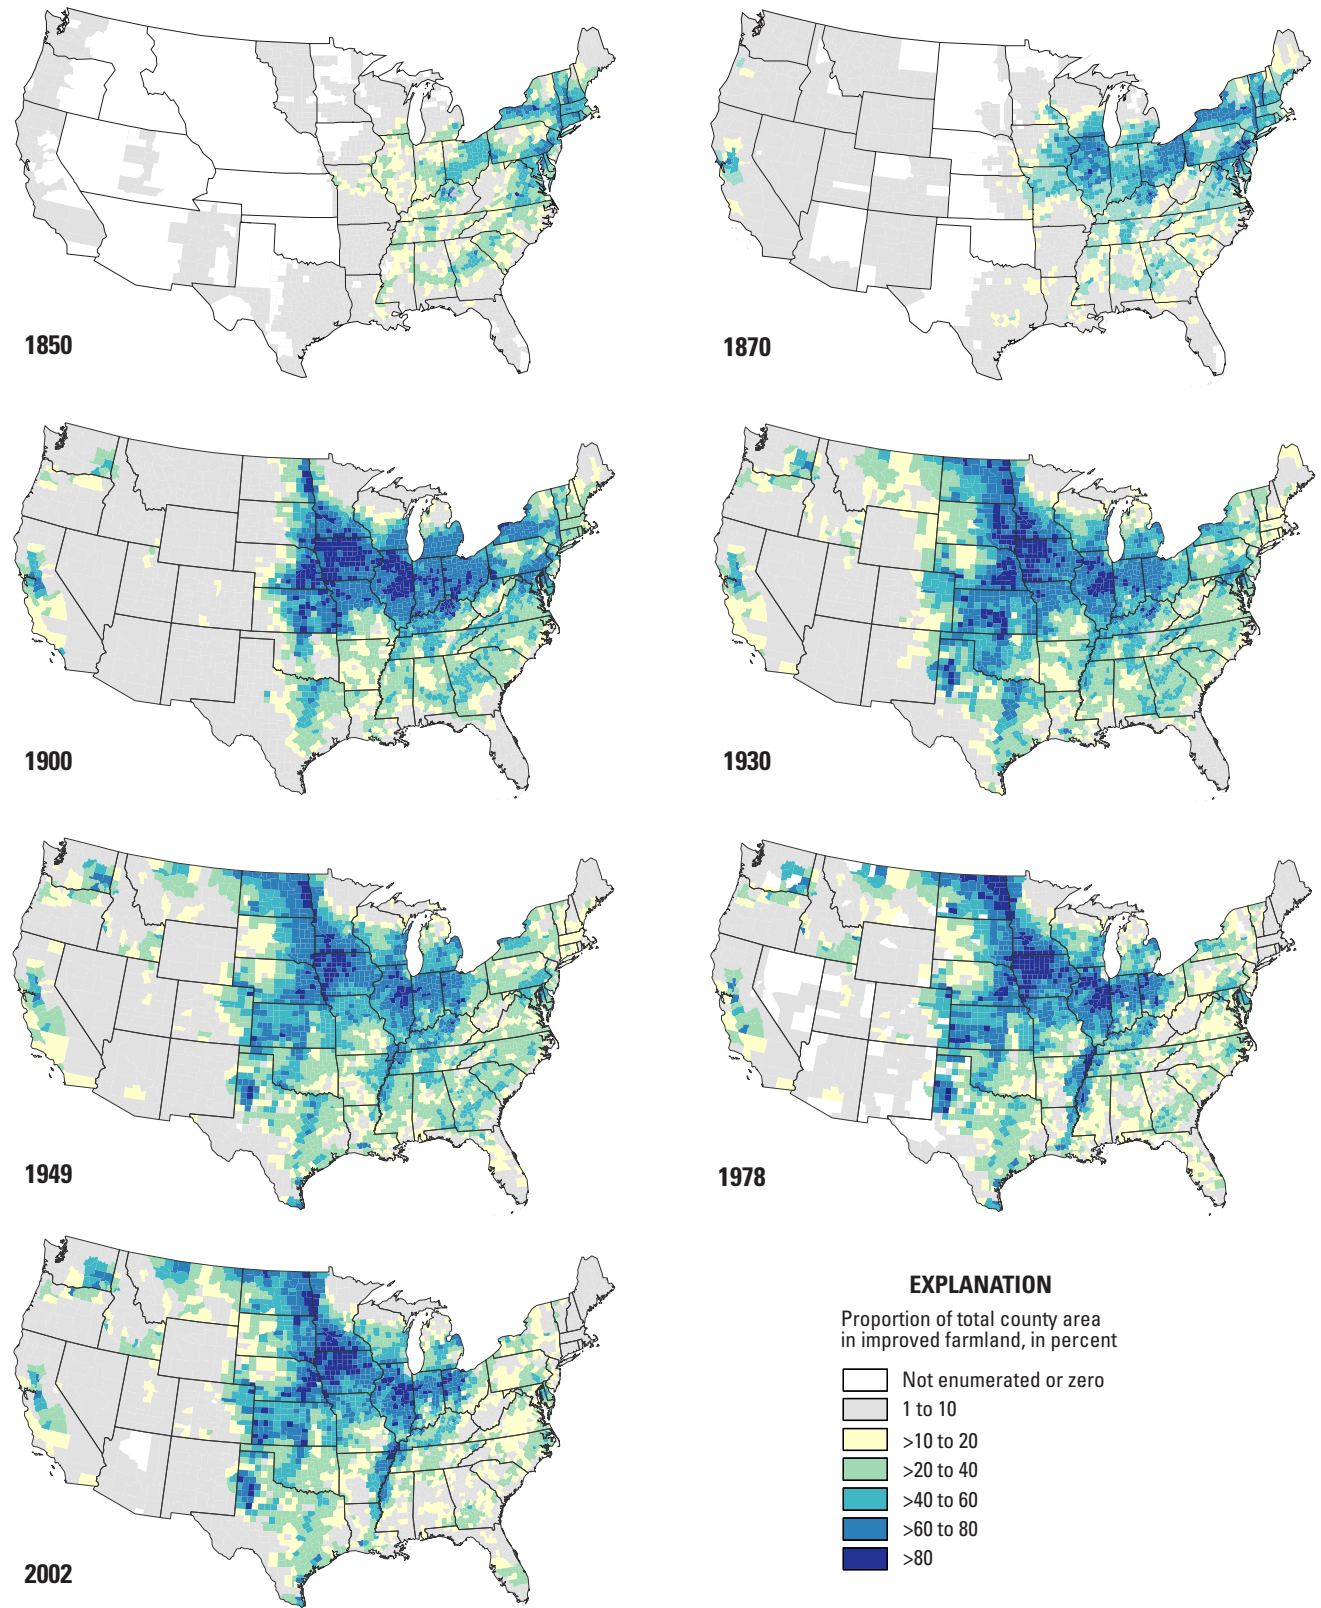 1850
1870
1900
1930
1949
1978
2002
EXPLANATION
Proportion of total county area
in improved farmland, in percent
Not enumerated or zero
1 to 10
>10 to 20
>20 to 40
>40 to 60
>60 to 80
>80